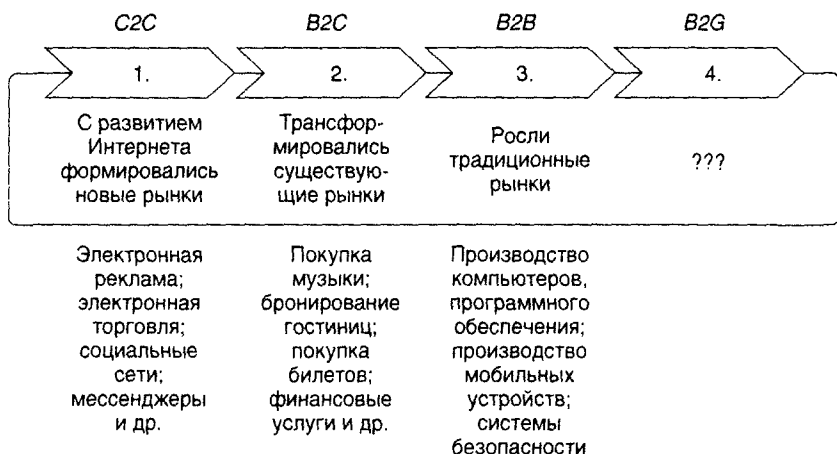 C2C
B2C
B2B
B2G
1.
2.
3.
4.
С развитием
Интернета
формировались
новые рынки
Трансфор-
мировались
существую-
щие рынки
Росли
традиционные
рынки
???
Электронная
реклама;
электронная
торговля;
социальные
сети;
мессенджеры
и др.
Покупка
музыки;
бронирование
гостиниц;
покупка
билетов;
финансовые
услуги и др.
Производство
компьютеров,
программного
обеспечения;
производство
мобильных
устройств;
системы
безопасности